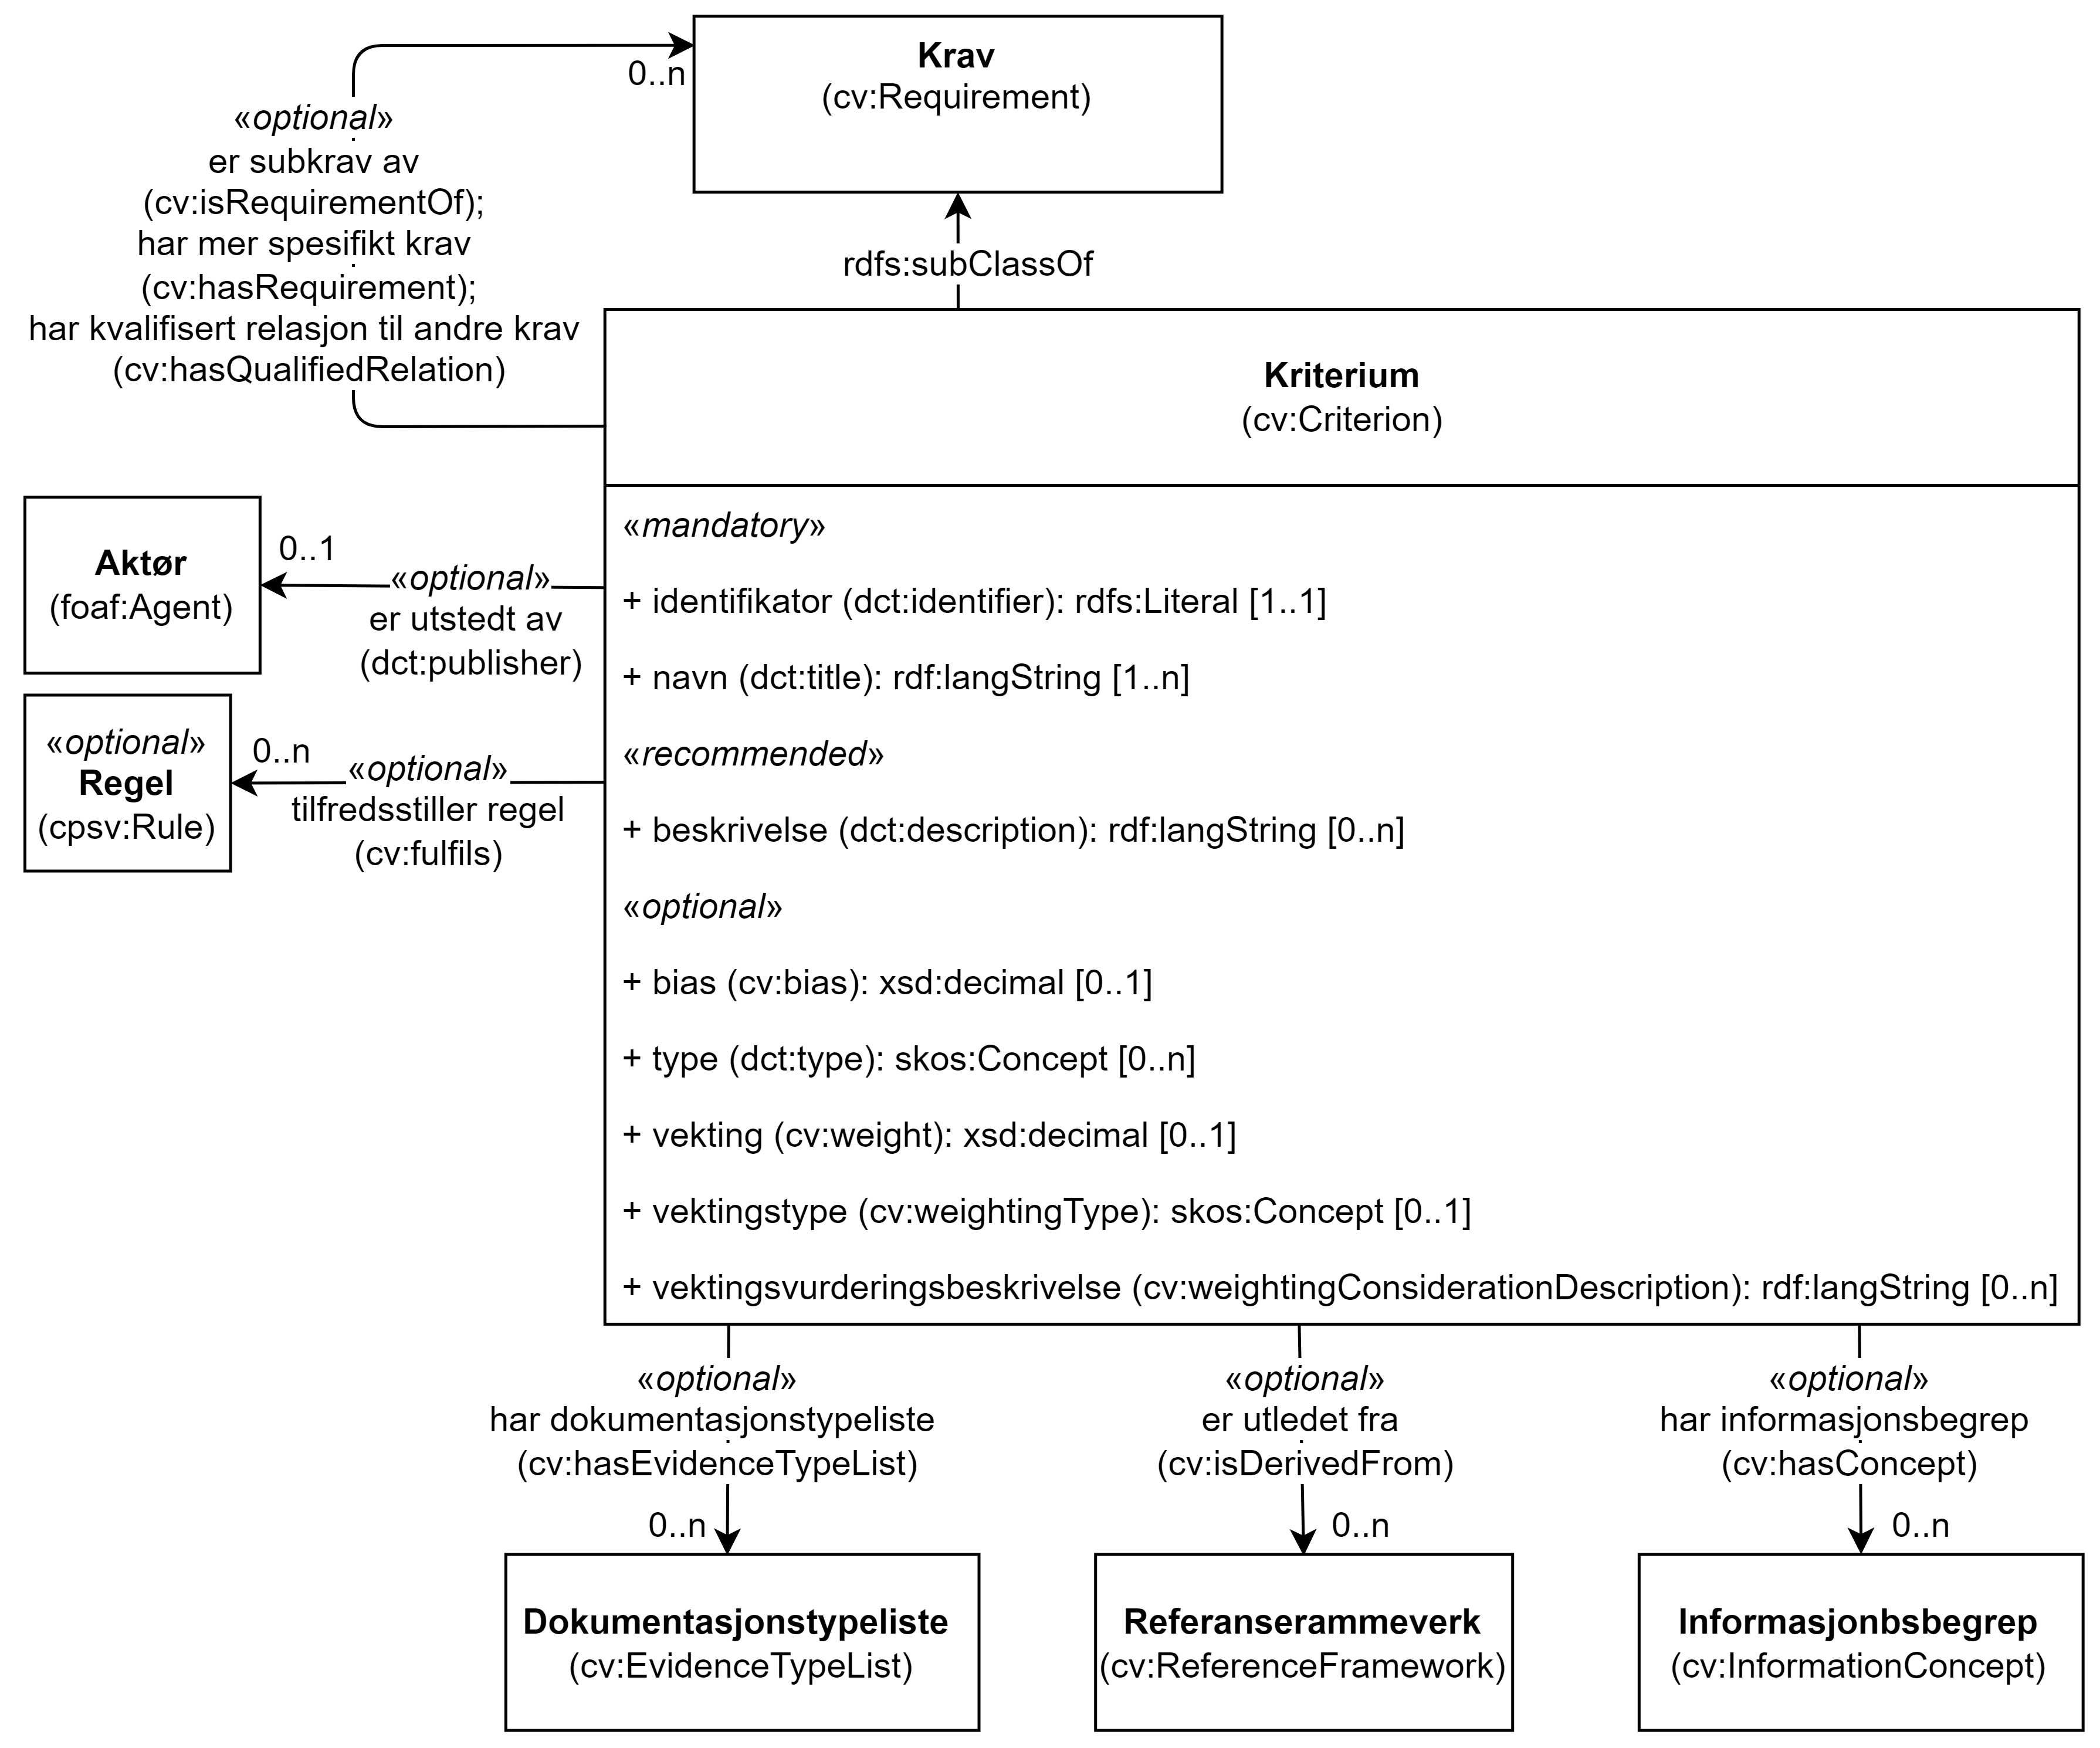 Krav
(cv:Requirement)
0..n
«optional»
er subkrav av
(cv:isRequirementOf);
har mer spesifikt krav
(cv:hasRequirement);
har kvalifisert relasjon til andre krav
(cv:hasQualifiedRelation)
rdfs:subClassOf
Kriterium
(cv:Criterion)
«mandatory»
+ identifikator (dct:identifier): rdfs:Literal [1..1]
+ navn (dct:title): rdf:langString [1..n]
«recommended»
+ beskrivelse (dct:description): rdf:langString [0..n]
«optional»
+ bias (cv:bias): xsd:decimal [0..1]
+ type (dct:type): skos:Concept [0..n]
+ vekting (cv:weight): xsd:decimal [0..1]
+ vektingstype (cv:weightingType): skos:Concept [0..1]
+ vektingsvurderingsbeskrivelse (cv:weightingConsiderationDescription): rdf:langString [0..n]
Aktør
(foaf:Agent)
0..1
«optional»
er utstedt av
(dct:publisher)
«optional»
Regel
(cpsv:Rule)
0..n
«optional»
tilfredsstiller regel
(cv:fulfils)
«optional»
har dokumentasjonstypeliste
(cv:hasEvidenceTypeList)
0..n
Dokumentasjonstypeliste
(cv:EvidenceTypeList)
«optional»
er utledet fra
(cv:isDerivedFrom)
0..n
Referanserammeverk
(cv:ReferenceFramework)
«optional»
har informasjonsbegrep
(cv:hasConcept)
0..n
Informasjonbsbegrep
(cv:InformationConcept)